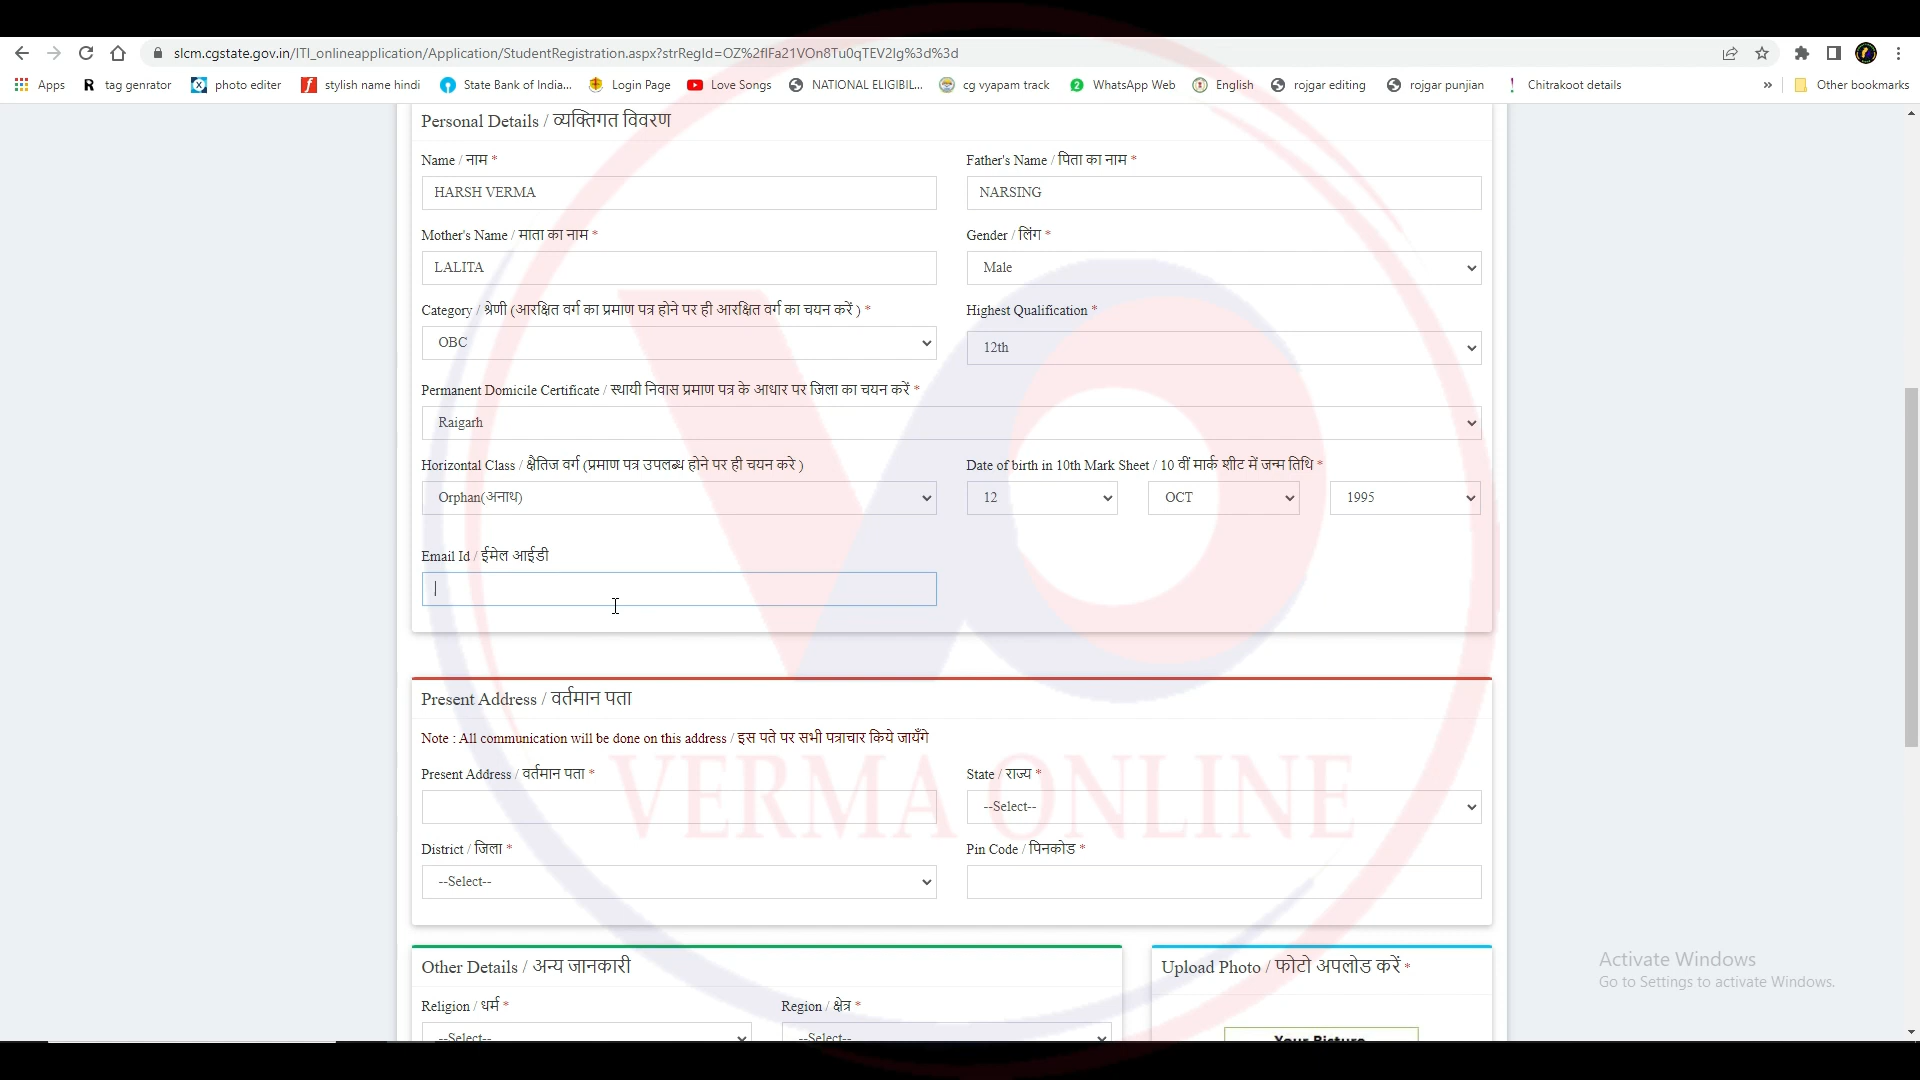 slcm.cgstate.gov.in/ITI_onlineapplication/Application/StudentRegistration.aspx?strRegId=OZ%2flFa21VOn8Tu0qTEV2Ig%3d%3d
Apps tag genrator photo editer stylish name hindi State Bank of India... Login Page Love Songs NATIONAL ELIGIBIL... cg vyapam track WhatsApp Web English rojgar editing rojgar punjian Chitrakoot details » Other bookmarks
Personal Details / व्यक्तिगत विवरण
Name / नाम * Father's Name / पिता का नाम *
HARSH VERMA NARSING
Mother's Name / माता का नाम * Gender / लिंग *
LALITA Male
Category / श्रेणी (आरक्षित वर्ग का प्रमाण पत्र होने पर ही आरक्षित वर्ग का चयन करें ) * Highest Qualification *
OBC 12th
Permanent Domicile Certificate / स्थायी निवास प्रमाण पत्र के आधार पर जिला का चयन करें *
Raigarh
Horizontal Class / क्षैतिज वर्ग (प्रमाण पत्र उपलब्ध होने पर ही चयन करे ) Date of birth in 10th Mark Sheet / 10 वीं मार्क शीट में जन्म तिथि *
Orphan(अनाथ) 12 OCT 1995
Email Id / ईमेल आईडी
Present Address / वर्तमान पता
Note : All communication will be done on this address / इस पते पर सभी पत्राचार किये जायँगे
Present Address / वर्तमान पता * State / राज्य *
--Select--
VERMA ONLINE
District / जिला * Pin Code / पिनकोड *
--Select--
Other Details / अन्य जानकारी Upload Photo / फोटो अपलोड करें *
Activate Windows
Go to Settings to activate Windows.
Religion / धर्म * Region / क्षेत्र *
--Select-- --Select-- Your Picture